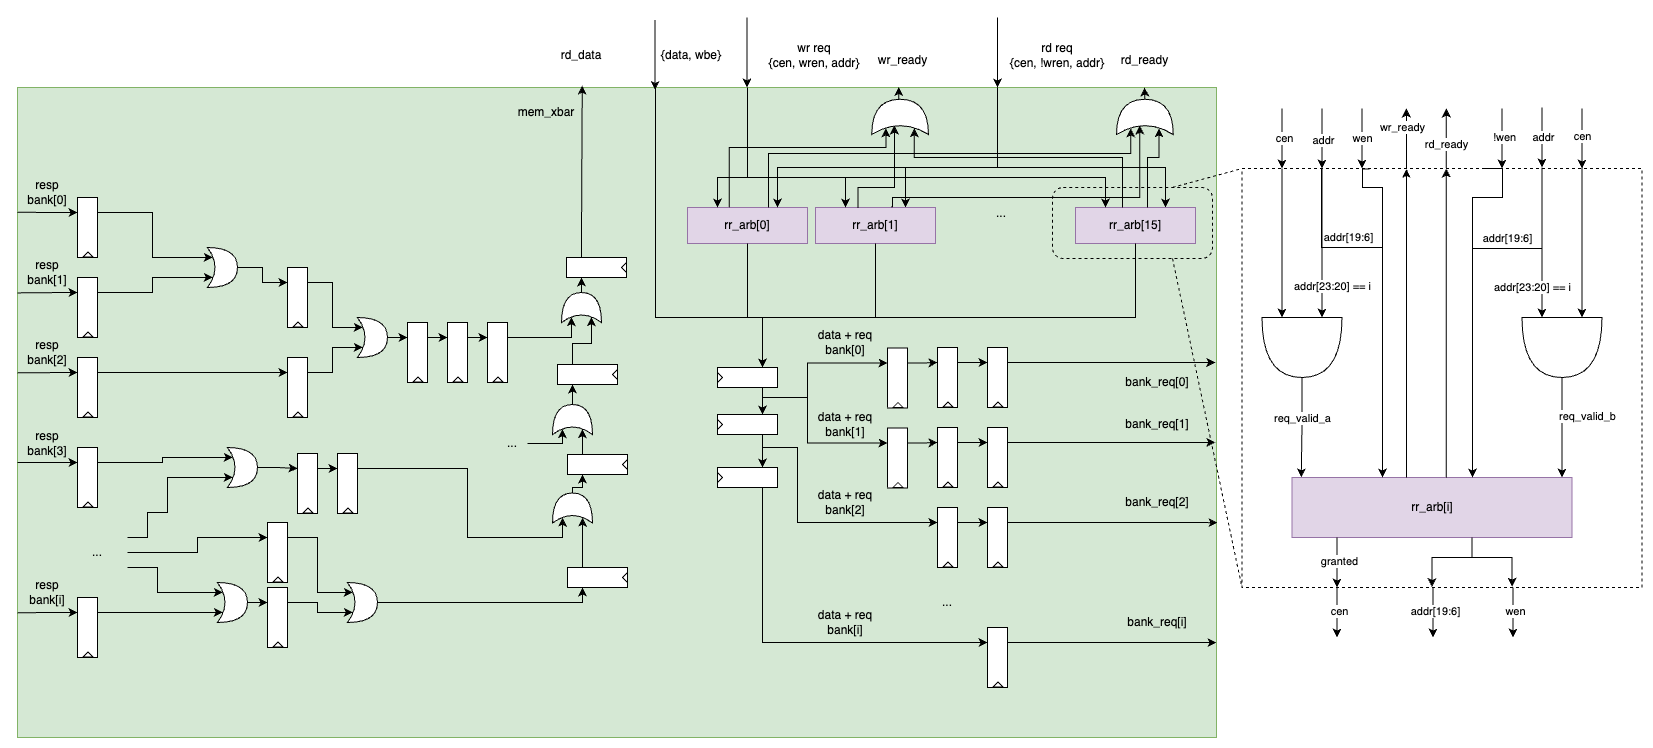 rd_data
{data, wbe}
wr req
{cen, wren, addr}
wr_ready
rd req
{cen, !wren, addr}
rd_ready
mem_xbar
resp
bank[0]
resp
bank[1]
resp
bank[2]
resp
bank[3]
...
resp
bank[i]
...
rr_arb[0]
rr_arb[1]
...
rr_arb[15]
data + req
bank[0]
bank_req[0]
data + req
bank[1]
bank_req[1]
data + req
bank[2]
bank_req[2]
...
data + req
bank[i]
bank_req[i]
cen
addr
wen
wr_ready
rd_ready
!wen
addr
cen
addr[19:6]
addr[19:6]
addr[23:20] == i
addr[23:20] == i
req_valid_a
req_valid_b
rr_arb[i]
granted
cen
addr[19:6]
wen